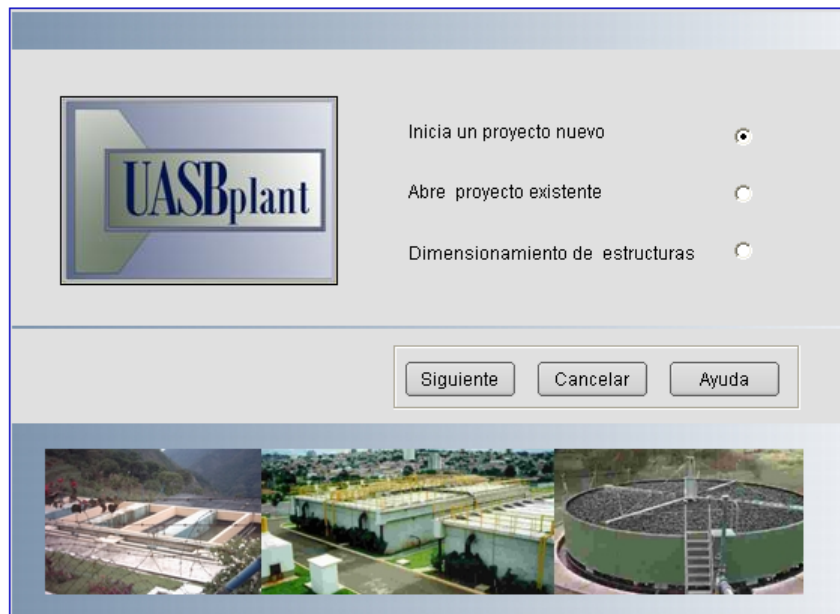 UASBplant
Inicia un proyecto nuevo
Abre proyecto existente
Dimensionamiento de estructuras
Siguiente
Cancelar
Ayuda